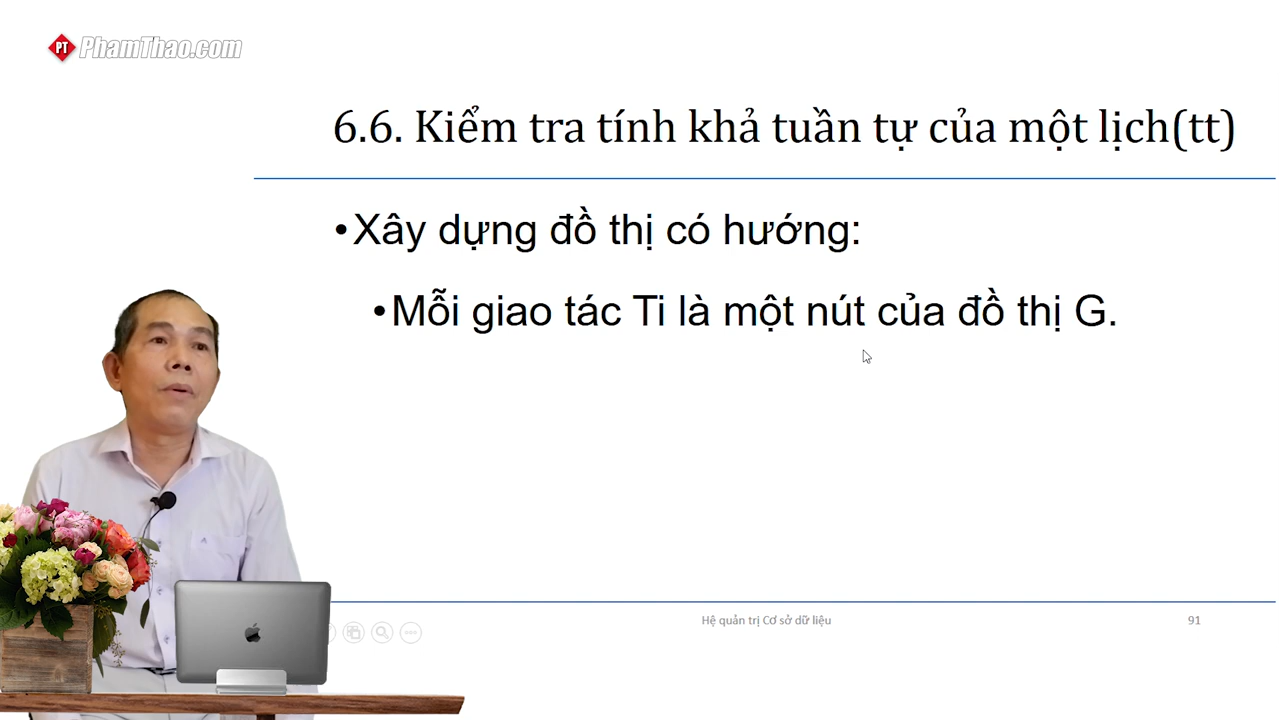 PT PhamThao.com
6.6. Kiểm tra tính khả tuần tự của một lịch(tt)
•Xây dựng đồ thị có hướng:
•Mỗi giao tác Ti là một nút của đồ thị G.
Hệ quản trị Cơ sở dữ liệu
91